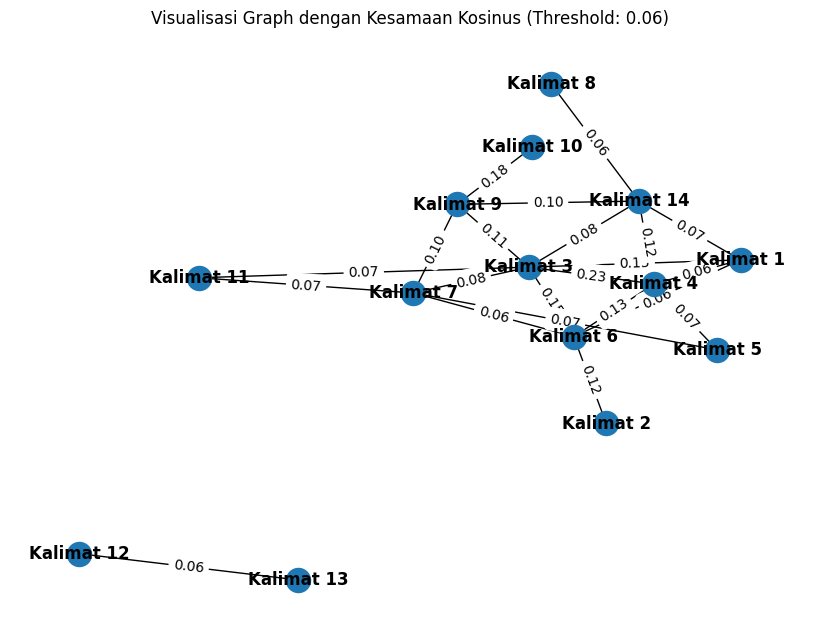 Visualisasi Graph dengan Kesamaan Kosinus (Threshold: 0.06)
Kalimat 8
0.06
Kalimat 10
0.18
Kalimat 9
0.10
Kalimat 14
0.11
0.08
0.12
0.07
0.10
Kalimat 1
Kalimat 3
0.07
Kalimat 11
0.23
0.06
0.08
Kalimat 4
0.07
Kalimat 7
0.06
0.13
0.06
0.07
0.07
Kalimat 6
Kalimat 5
0.12
Kalimat 2
Kalimat 12
0.06
Kalimat 13